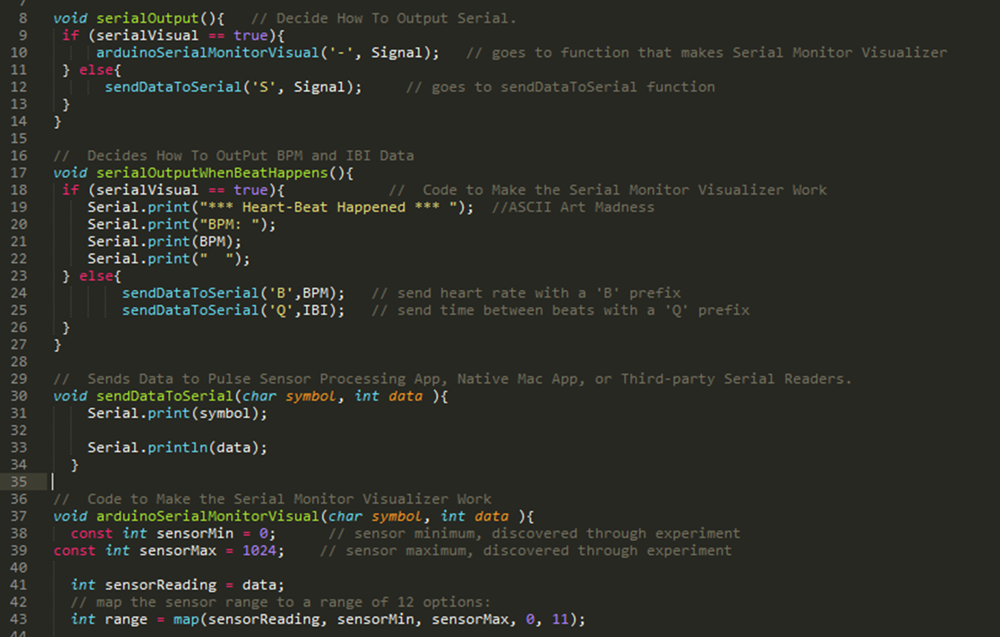 8 void serialOutput(){ // Decide How To Output Serial.
9 if (serialVisual == true){
10 arduinoSerialMonitorVisual('-', Signal); // goes to function that makes Serial Monitor Visualizer
11 } else{
12 sendDataToSerial('S', Signal); // goes to sendDataToSerial function
13 }
14 }
15
16 // Decides How To OutPut BPM and IBI Data
17 void serialOutputWhenBeatHappens(){
18 if (serialVisual == true){ // Code to Make the Serial Monitor Visualizer Work
19 Serial.print("*** Heart-Beat Happened *** "); //ASCII Art Madness
20 Serial.print("BPM: ");
21 Serial.print(BPM);
22 Serial.print("  ");
23 } else{
24 sendDataToSerial('B',BPM); // send heart rate with a 'B' prefix
25 sendDataToSerial('Q',IBI); // send time between beats with a 'Q' prefix
26 }
27 }
28
29 // Sends Data to Pulse Sensor Processing App, Native Mac App, or Third-party Serial Readers.
30 void sendDataToSerial(char symbol, int data ){
31 Serial.print(symbol);
32
33 Serial.println(data);
34 }
35
36 // Code to Make the Serial Monitor Visualizer Work
37 void arduinoSerialMonitorVisual(char symbol, int data ){
38 const int sensorMin = 0; // sensor minimum, discovered through experiment
39 const int sensorMax = 1024; // sensor maximum, discovered through experiment
40
41 int sensorReading = data;
42 // map the sensor range to a range of 12 options:
43 int range = map(sensorReading, sensorMin, sensorMax, 0, 11);